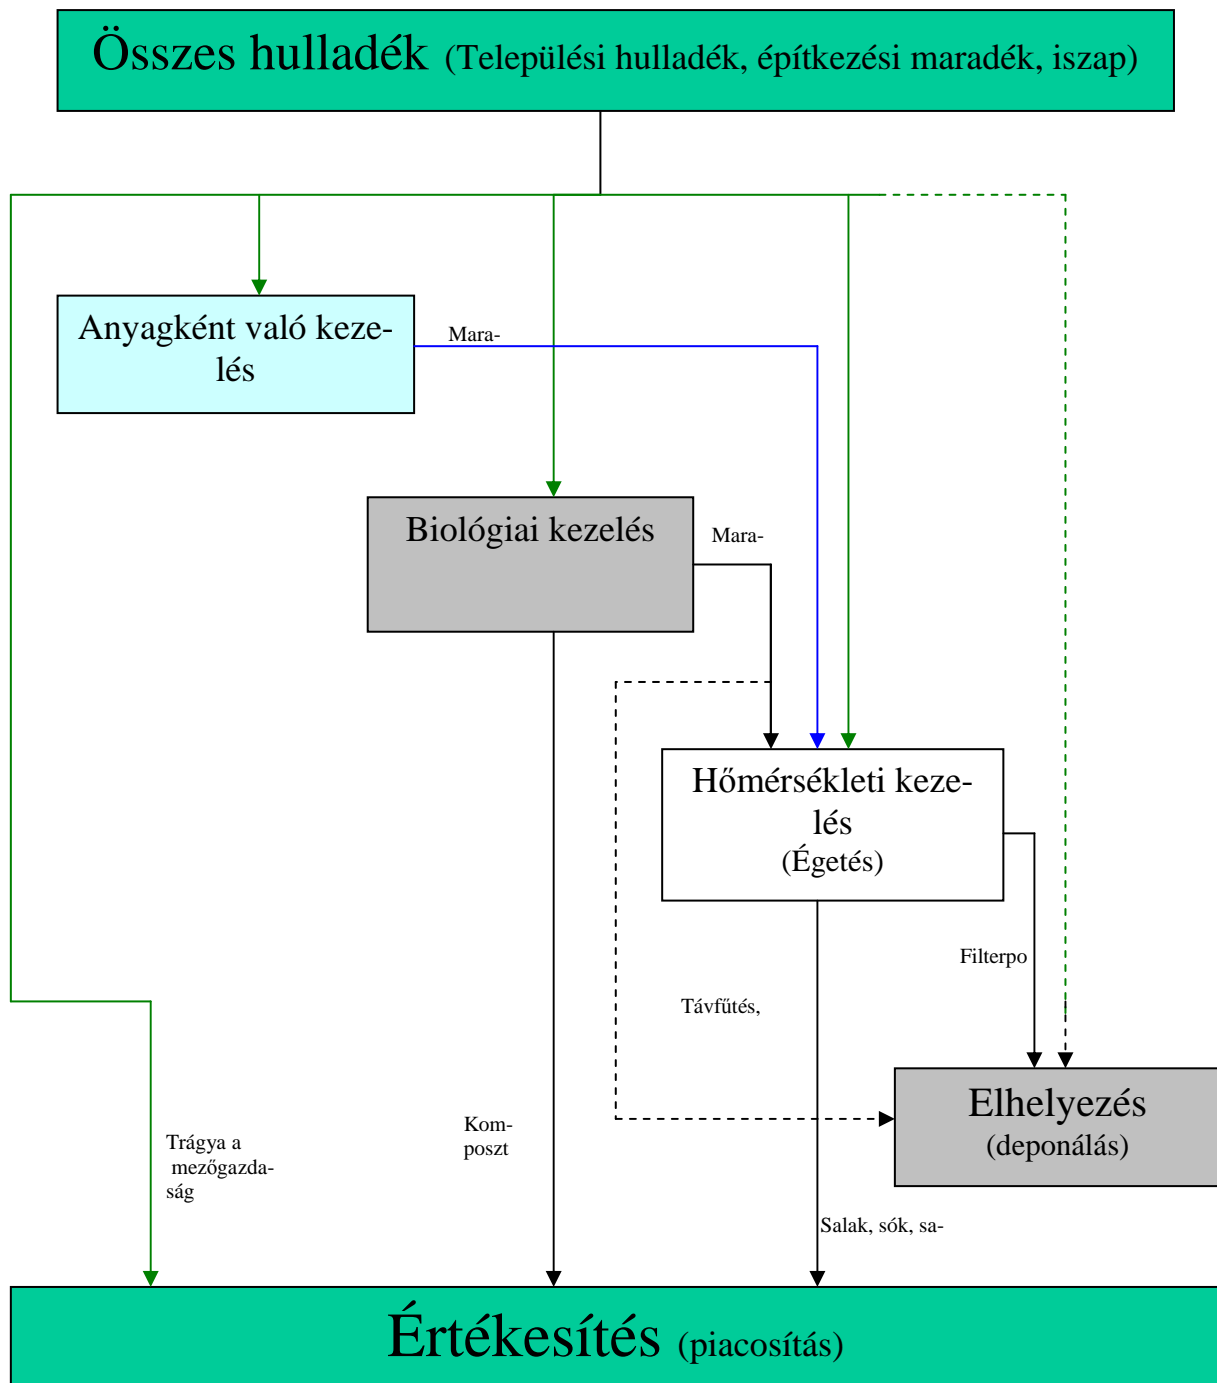 Összes hulladék (Települési hulladék, építkezési maradék, iszap)
Anyagként való keze-
lés
Mara-
Biológiai kezelés
Mara-
Hőmérsékleti keze-
lés
(Égetés)
Filterpo
Távfűtés,
Elhelyezés
(deponálás)
Kom-
poszt
Trágya a
mezőgazda-
ság
Salak, sók, sa-
Értékesítés (piacosítás)